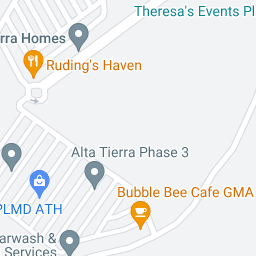 Theresa's Events Pl
rra Homes
Ruding's Haven
Alta Tierra Phase 3
PLMD ATH
Bubble Bee Cafe GMA
arwash &
Services